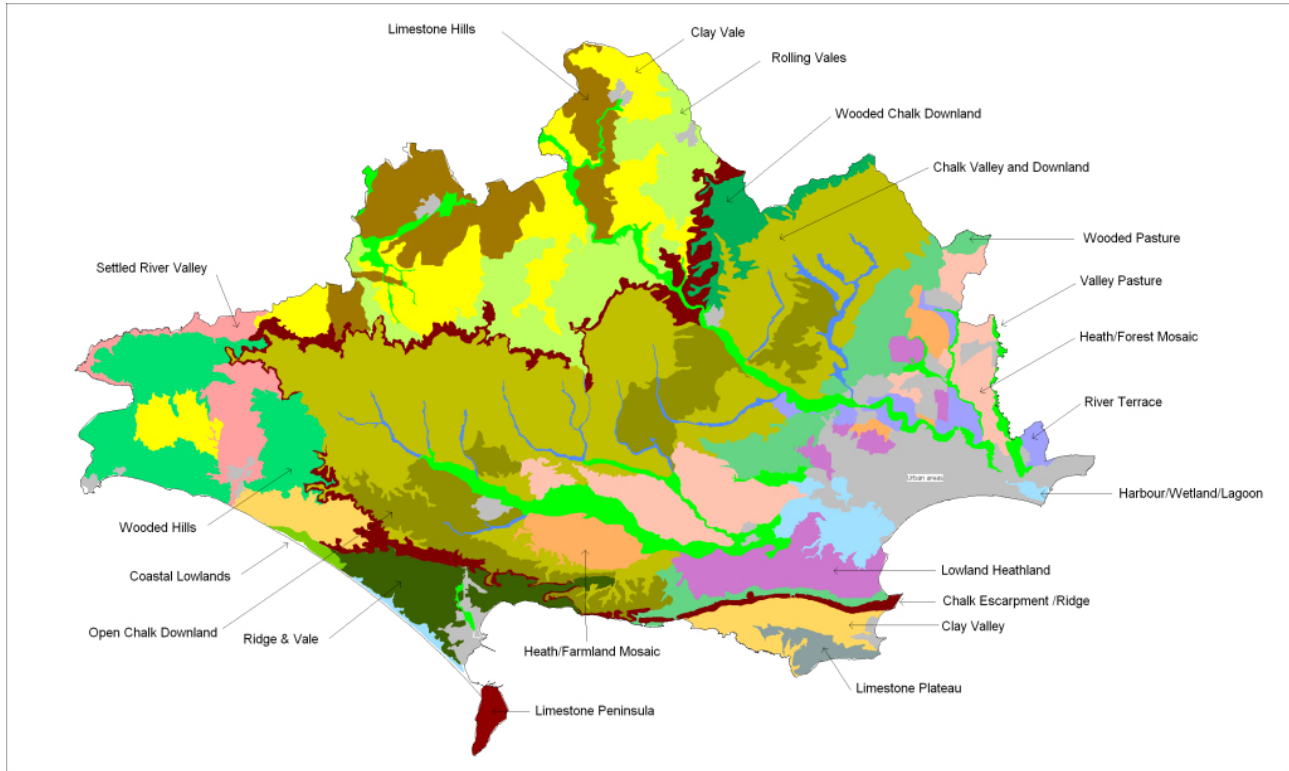 Limestone Hills
Clay Vale
Rolling Vales
Wooded Chalk Downland
Chalk Valley and Downland
Wooded Pasture
Settled River Valley
Valley Pasture
Heath/Forest Mosaic
River Terrace
Urban areas
Harbour/Wetland/Lagoon
Wooded Hills
Coastal Lowlands
Lowland Heathland
Chalk Escarpment /Ridge
Open Chalk Downland
Ridge & Vale
Clay Valley
Heath/Farmland Mosaic
Limestone Plateau
Limestone Peninsula